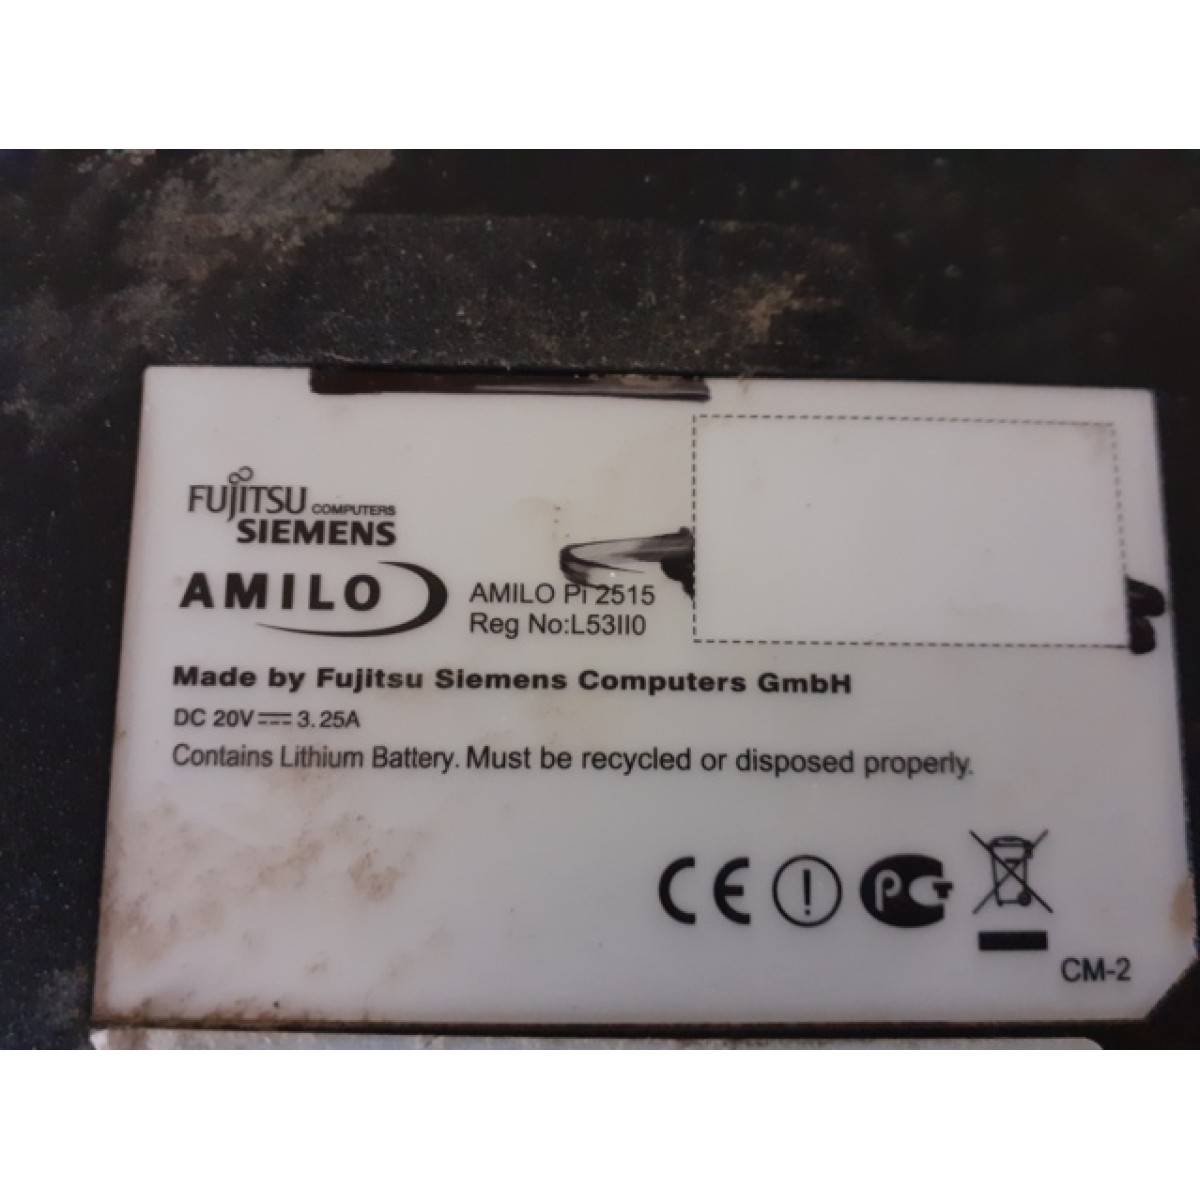 FUJITSU COMPUTERS
SIEMENS
AMILO
AMILO Pi 2515
Reg No:L53II0
Made by Fujitsu Siemens Computers GmbH
DC 20V⎓3.25A
Contains Lithium Battery. Must be recycled or disposed properly.
CE
PCT
CM-2